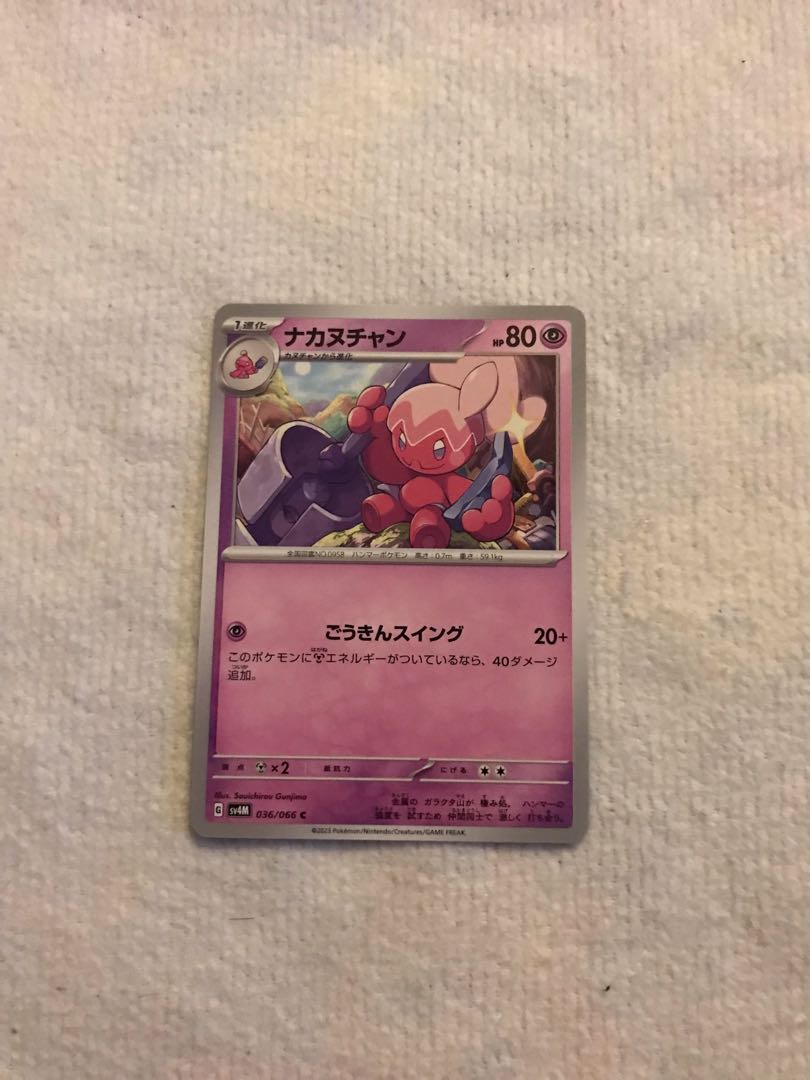 1進化
ナカヌチャン
HP80
カヌチャンから進化
全国図鑑NO.0958 ハンマーポケモン 高さ:0.7m 重さ:59.1kg
ごうきんスイング 20+
はがね
このポケモンにエネルギーがついているなら、40ダメージ
ついか
追加。
弱点 ×2 抵抗力 にげる
Illus. Souichirou Gunjima
金属の ガラクタ山が 棲み処。 ハンマーの
強度を 試すため 仲間同士で 激しく 打ち合う。
G SV4M 036/066 C
©2023 Pokémon/Nintendo/Creatures/GAME FREAK.